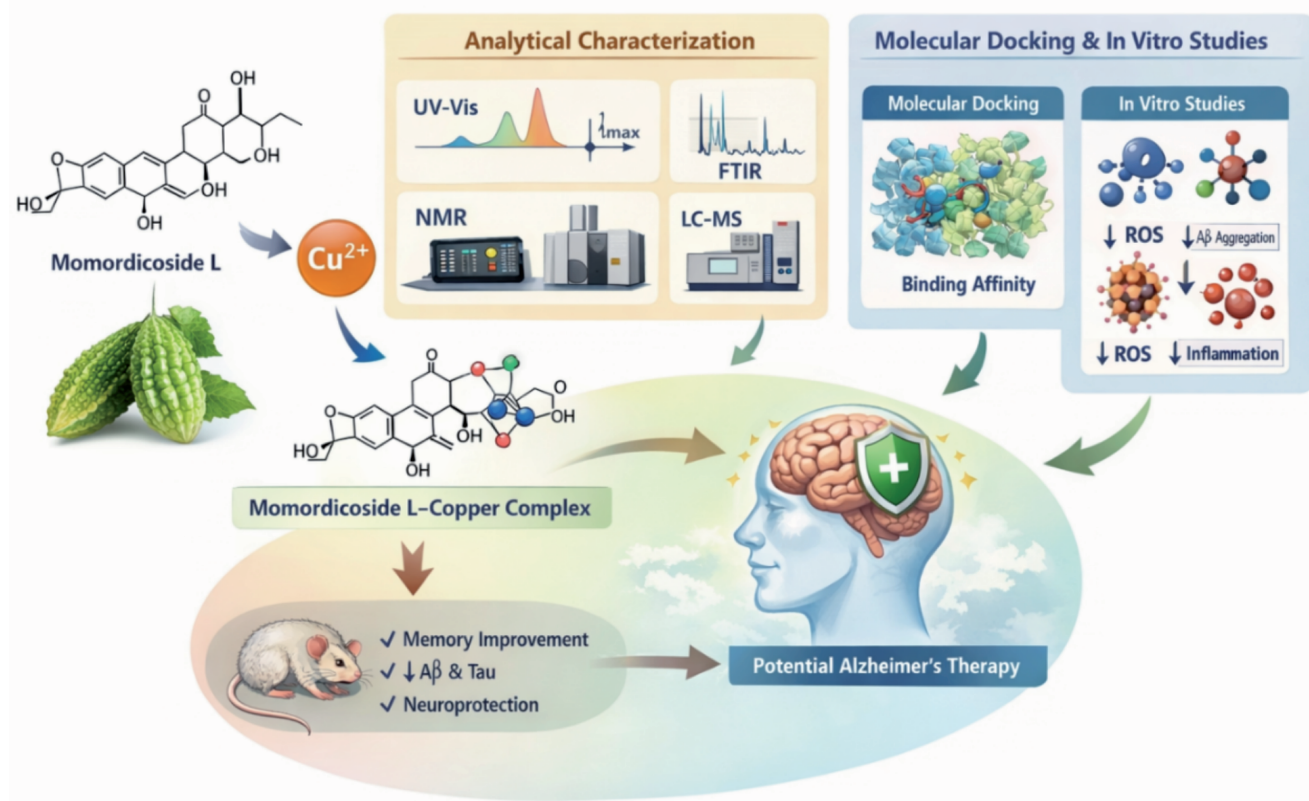 Analytical Characterization
Molecular Docking & In Vitro Studies
OH
O
OH
O
HO
OH
OH
Momordicoside L
Cu²⁺
UV-Vis
λmax
FTIR
NMR
LC-MS
Molecular Docking
Binding Affinity
In Vitro Studies
↓ ROS
↓ Aβ Aggregation
↓ ROS
↓ Inflammation
O
O
O
OH
OH
HO
OH
Momordicoside L–Copper Complex
✓ Memory Improvement
✓ ↓ Aβ & Tau
✓ Neuroprotection
Potential Alzheimer's Therapy